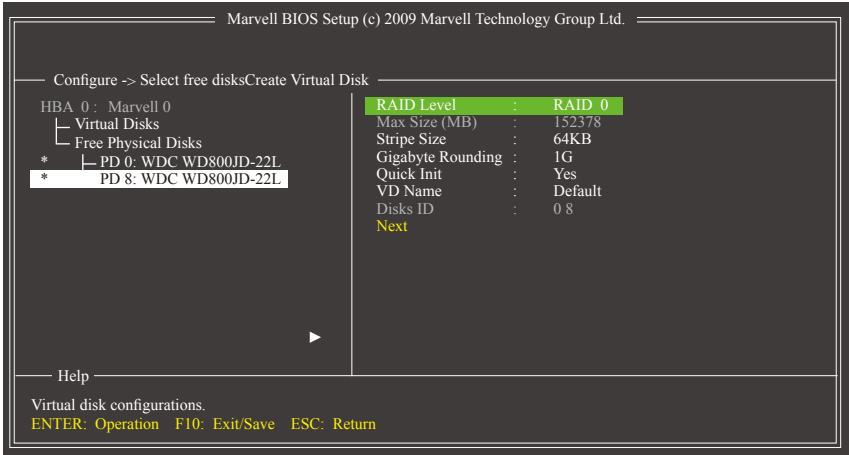 Marvell BIOS Setup (c) 2009 Marvell Technology Group Ltd.
Configure -> Select free disksCreate Virtual Disk
HBA 0 : Marvell 0
Virtual Disks
Free Physical Disks
* PD 0: WDC WD800JD-22L
* PD 8: WDC WD800JD-22L
RAID Level : RAID 0
Max Size (MB) : 152378
Stripe Size : 64KB
Gigabyte Rounding : 1G
Quick Init : Yes
VD Name : Default
Disks ID : 0 8
Next
Help
Virtual disk configurations.
ENTER: Operation F10: Exit/Save ESC: Return